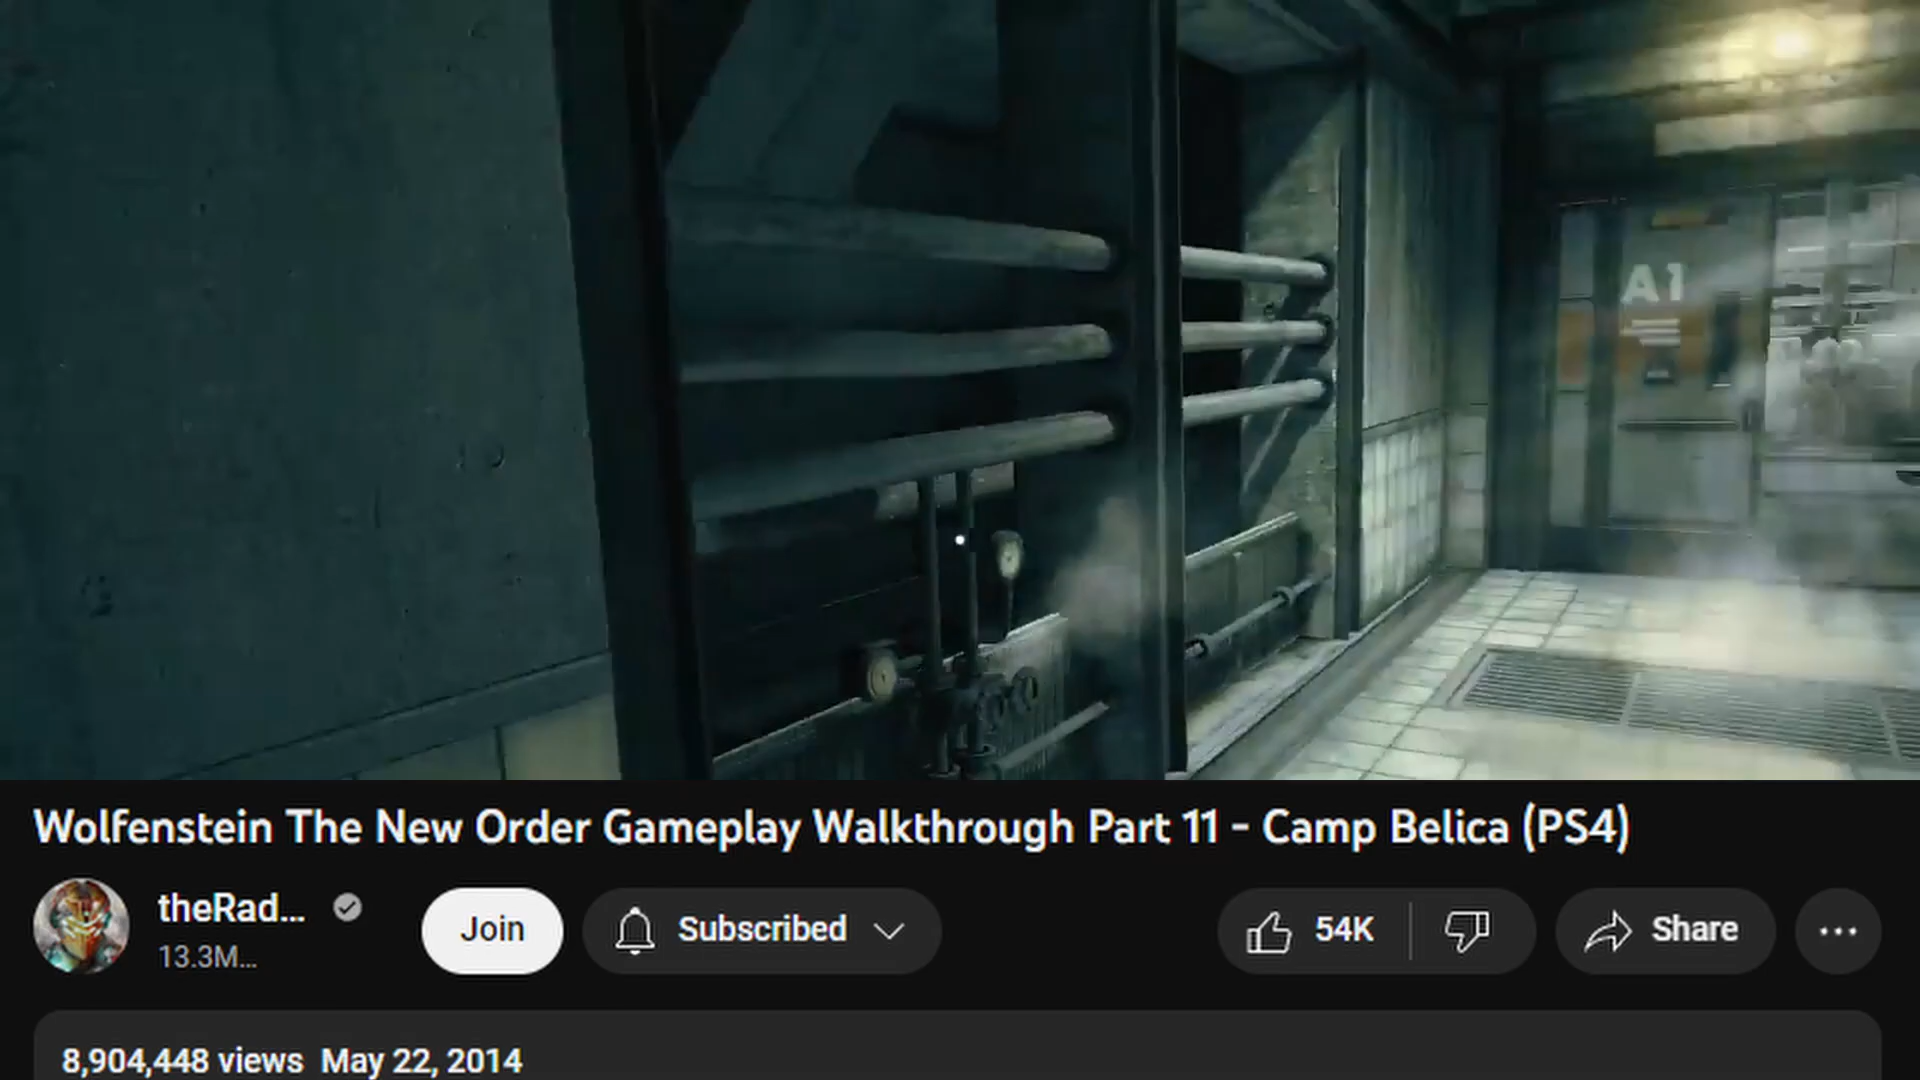 A1
Wolfenstein The New Order Gameplay Walkthrough Part 11 - Camp Belica (PS4)
theRad...
13.3M...
Join
Subscribed
54K
Share
8,904,448 views May 22, 2014